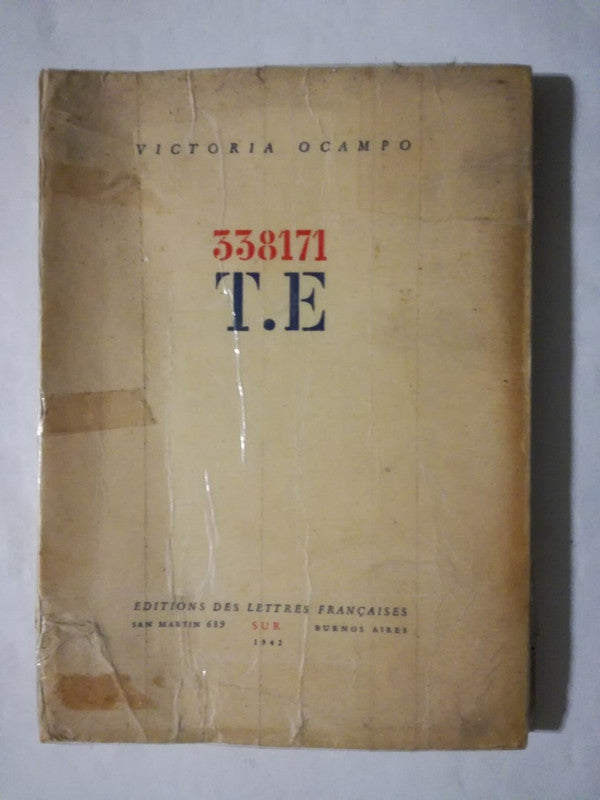 VICTORIA OCAMPO
338171
T.E
EDITIONS DES LETTRES FRANÇAISES
SAN MARTIN 689 SUR BUENOS AIRES
1942